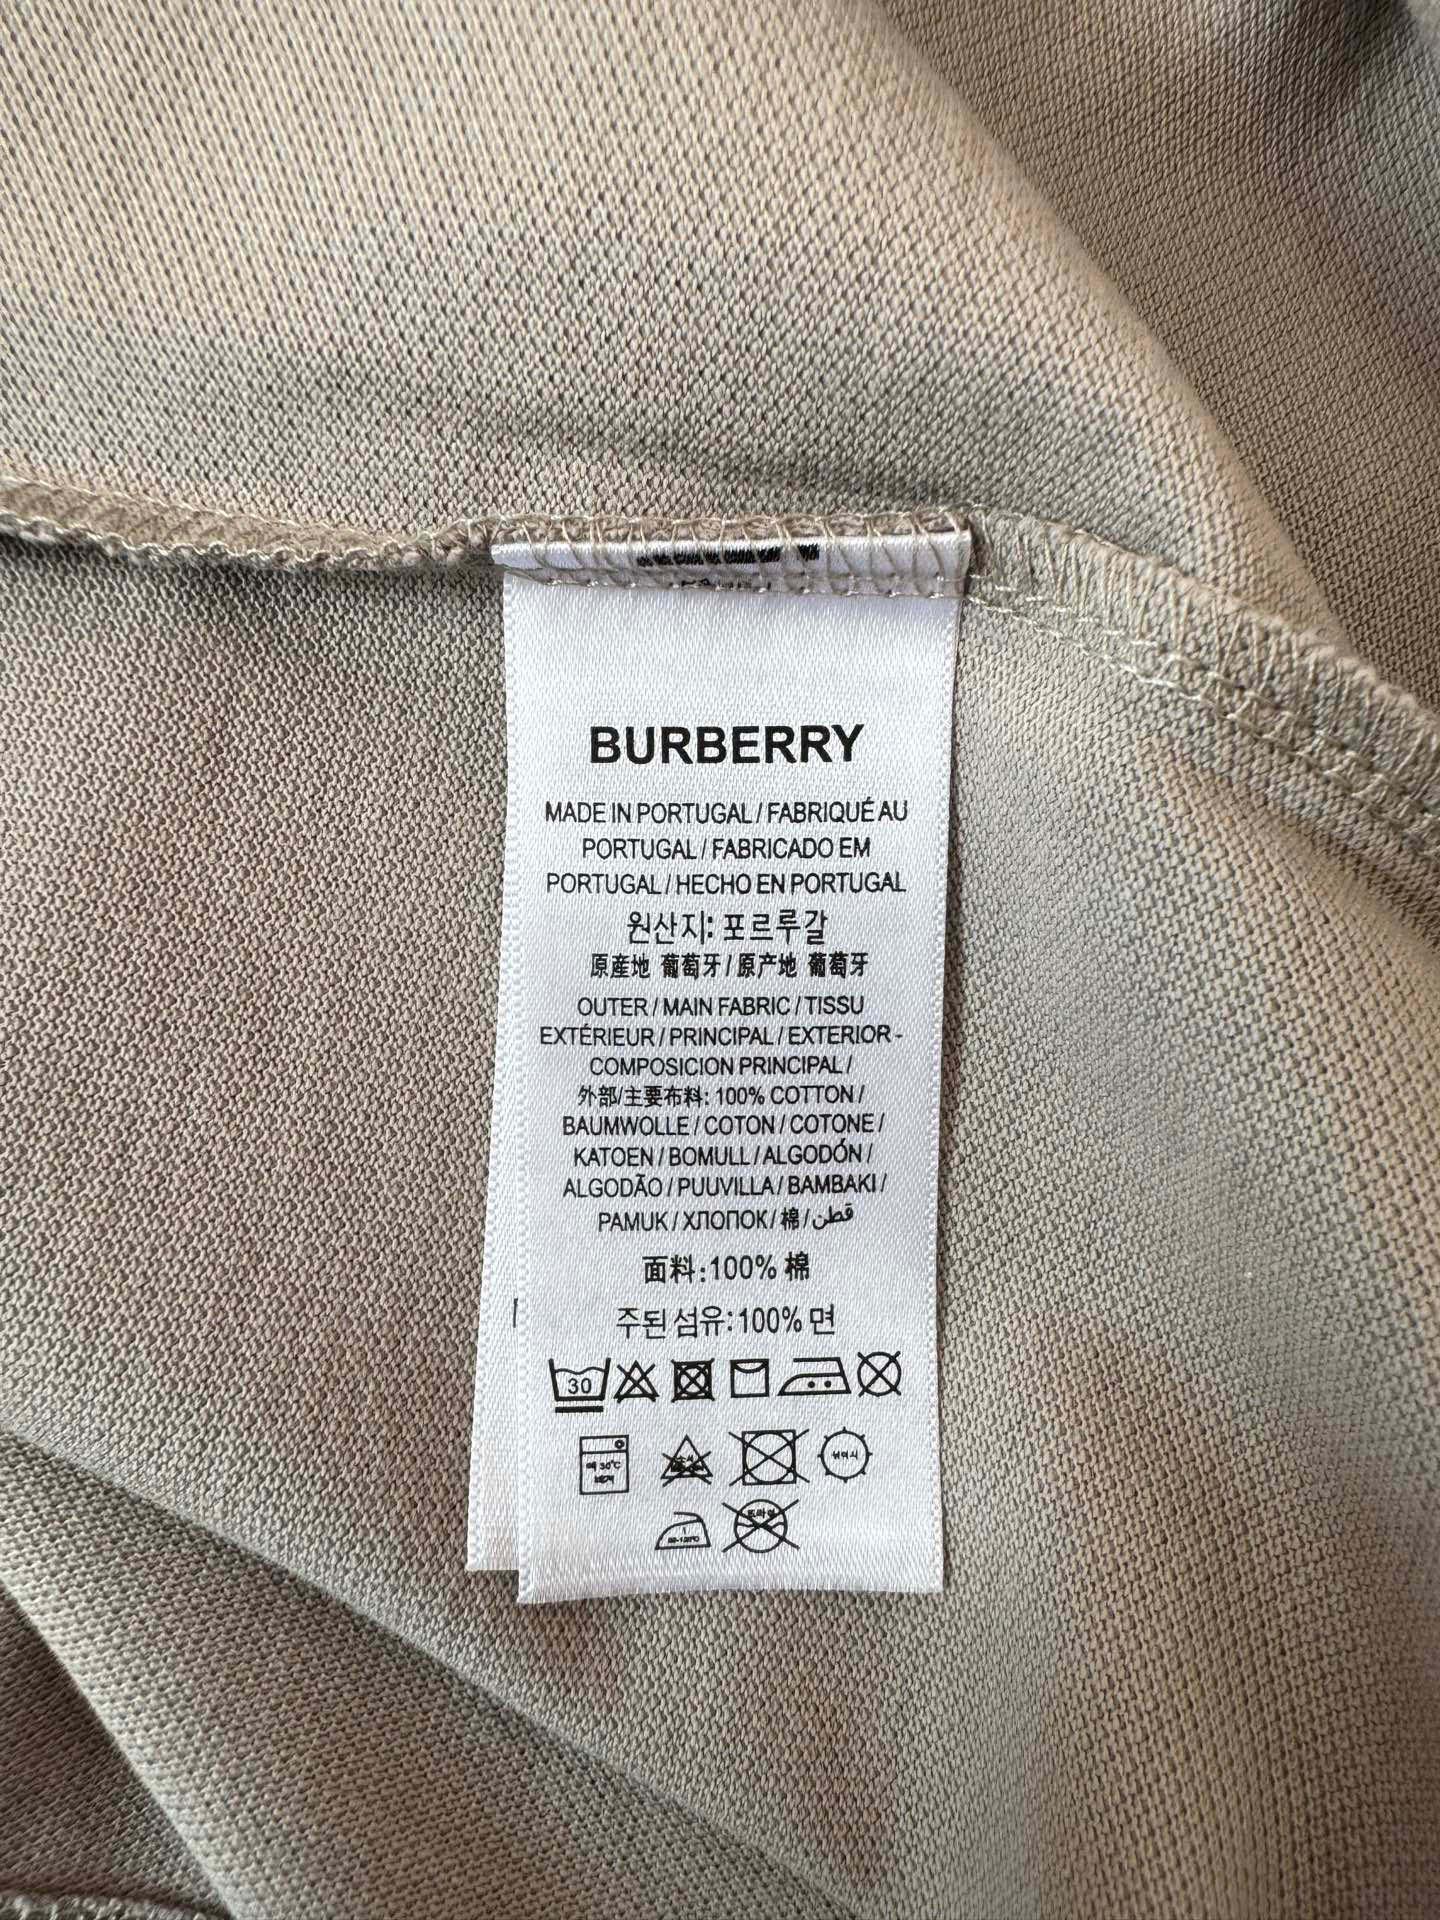 BURBERRY
MADE IN PORTUGAL / FABRIQUÉ AU
PORTUGAL / FABRICADO EM
PORTUGAL / HECHO EN PORTUGAL
원산지: 포르루갈
原産地 葡萄牙 / 原产地 葡萄牙
OUTER / MAIN FABRIC / TISSU
EXTÉRIEUR / PRINCIPAL / EXTERIOR -
COMPOSICION PRINCIPAL /
外部/主要布料: 100% COTTON /
BAUMWOLLE / COTON / COTONE /
KATOEN / BOMULL / ALGODÓN /
ALGODÃO / PUUVILLA / BAMBAKI /
PAMUK / ХЛОПОК / 棉 / قطن
面料:100% 棉
주된 섬유:100% 면
30